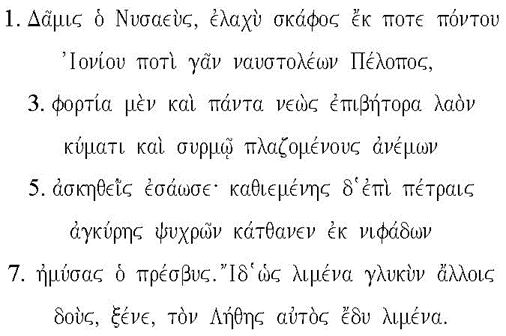 1. Δᾶμις ὁ Νυσαεὺς, ἐλαχὺ σκάφος ἔκ ποτε πόντου
Ἰονίου ποτὶ γᾶν ναυστολέων Πέλοπος,
3. φορτία μὲν καὶ πάντα νεὼς ἐπιβήτορα λαὸν
κύματι καὶ συρμῷ πλαζομένους ἀνέμων
5. ἀσκηθεῖς ἐσάωσε· καθιεμένης δ᾽ἐπὶ πέτραις
ἀγκύρης ψυχρῶν κάτθανεν ἐκ νιφάδων
7. ἡμύσας ὁ πρέσβυς. Ἴδ᾽ὡς λιμένα γλυκὺν ἄλλοις
δοὺς, ξένε, τὸν Λήθης αὐτὸς ἔδυ λιμένα.